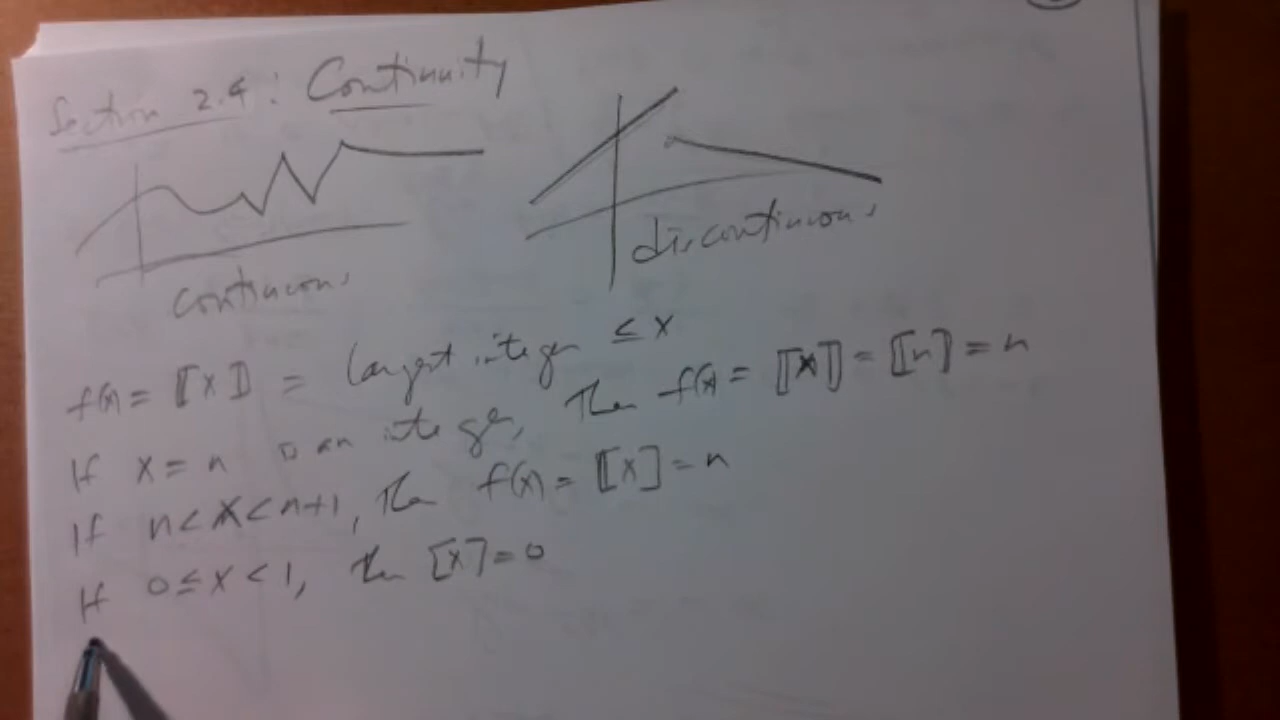 Section 2.4: Continuity
continuous
discontinuous
f(x) = ⟦x⟧ = largest integer ≤ x
If x = n is an integer, then f(x) = ⟦x⟧ = ⟦n⟧ = n
If n < x < n+1, then f(x) = ⟦x⟧ = n
If 0 ≤ x < 1, then ⟦x⟧ = 0